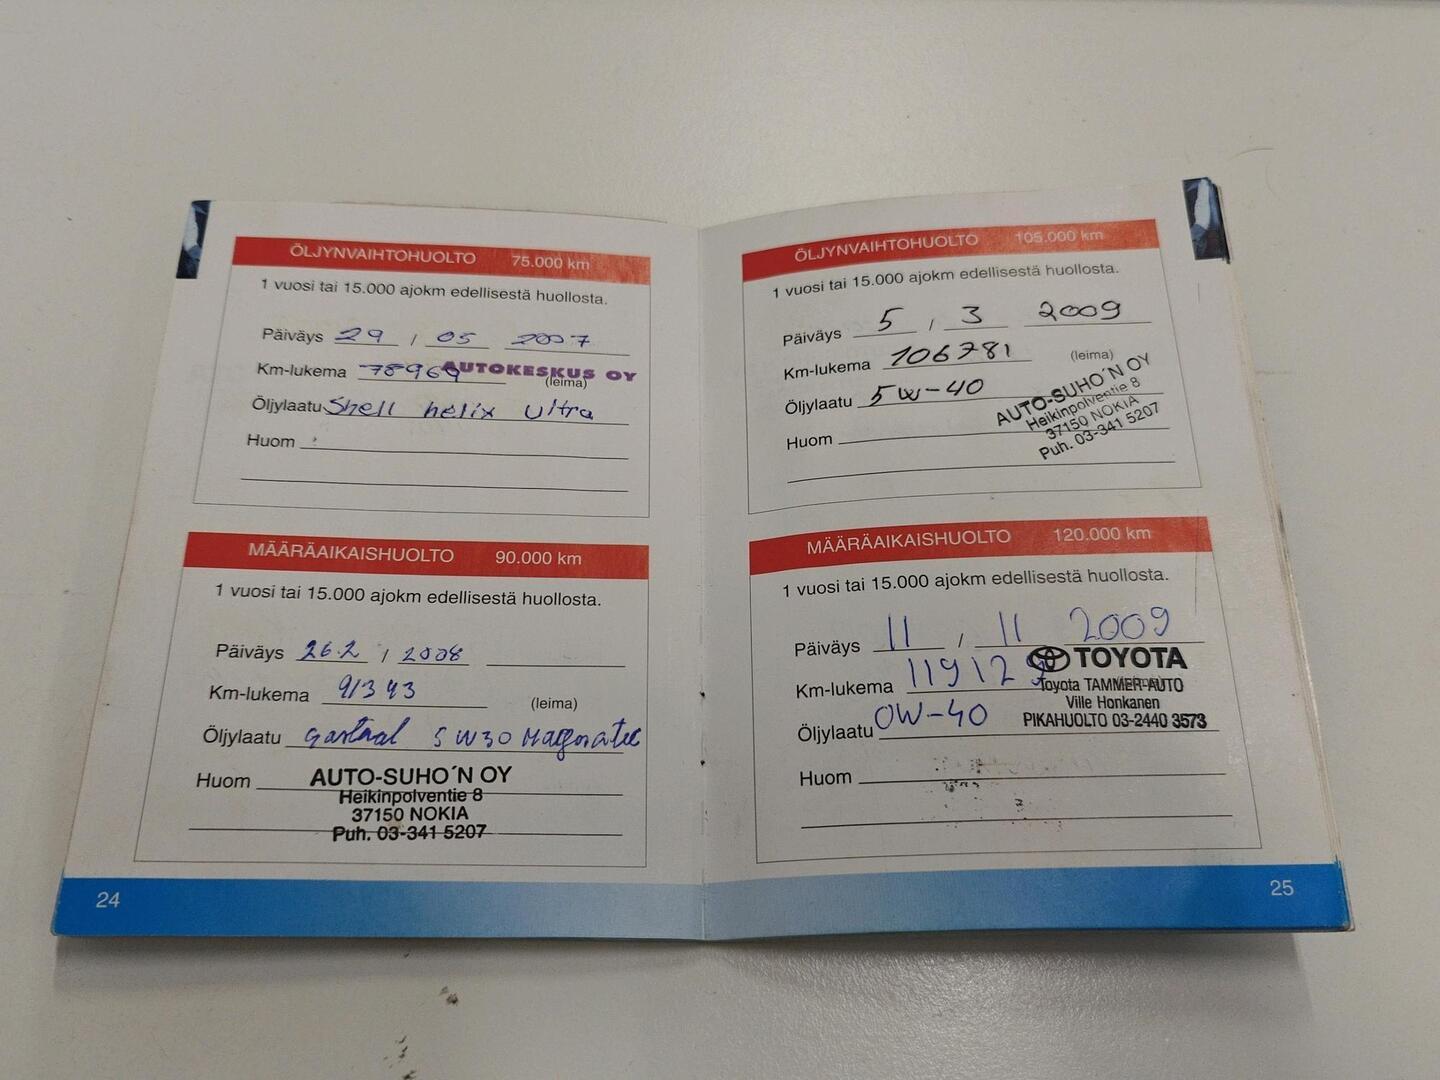 ÖLJYNVAIHTOHUOLTO 75.000 km
1 vuosi tai 15.000 ajokm edellisestä huollosta.
Päiväys 29 / 05 2007
Km-lukema 78969 AUTOKESKUS OY
(leima)
Öljylaatu Shell helix Ultra
Huom
MÄÄRÄAIKAISHUOLTO 90.000 km
1 vuosi tai 15.000 ajokm edellisestä huollosta.
Päiväys 26.2 / 2008
Km-lukema 91343 (leima)
Öljylaatu 5W30 Magnatec
Huom AUTO-SUHO´N OY
Heikinpolventie 8
37150 NOKIA
Puh. 03-341 5207
24
ÖLJYNVAIHTOHUOLTO 105.000 km
1 vuosi tai 15.000 ajokm edellisestä huollosta.
Päiväys 5 / 3 2009
Km-lukema 106781 (leima)
Öljylaatu 5W-40
AUTO-SUHO´N OY
Heikinpolventie 8
37150 NOKIA
Puh. 03-341 5207
Huom
MÄÄRÄAIKAISHUOLTO 120.000 km
1 vuosi tai 15.000 ajokm edellisestä huollosta.
Päiväys 11 / 11 2009
Km-lukema 119129
TOYOTA
Toyota TAMMER-AUTO
Ville Honkanen
PIKAHUOLTO 03-2440 3573
Öljylaatu 0W-40
Huom
25